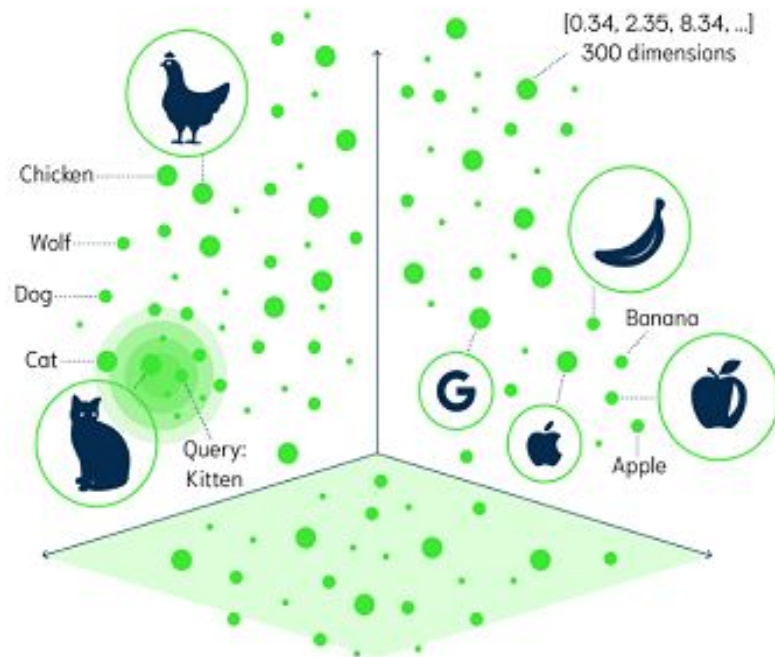 [0.34, 2.35, 8.34, ...]
300 dimensions
Chicken
Wolf
Dog
Cat
Query:
Kitten
G
Banana
Apple